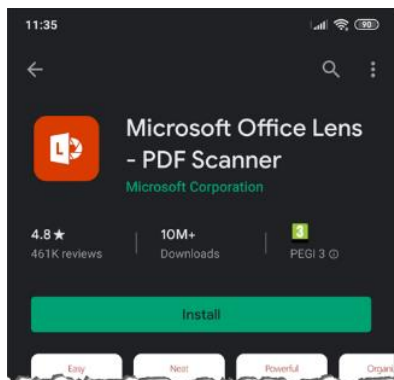 11:35
90
Microsoft Office Lens
- PDF Scanner
Microsoft Corporation
L
4.8★
461K reviews
10M+
Downloads
3
PEGI 3
Install
Easy
Neat
Powerful
Organi